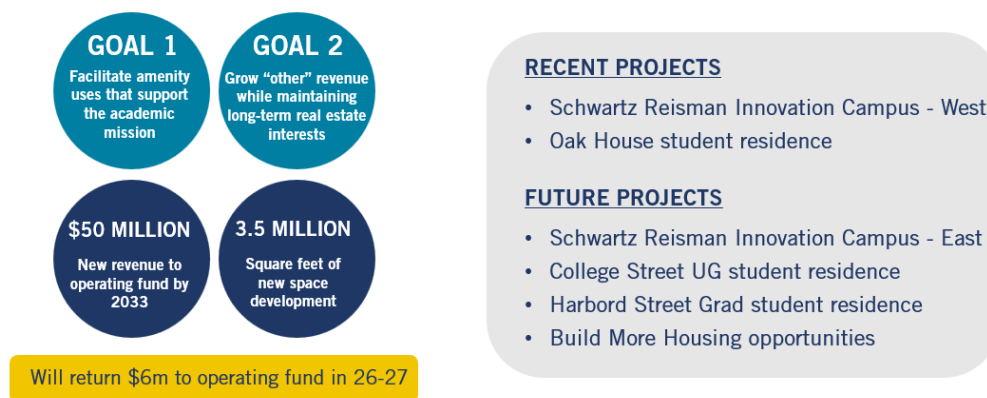 GOAL 1
Facilitate amenity
uses that support
the academic
mission
GOAL 2
Grow “other” revenue
while maintaining
long-term real estate
interests
$50 MILLION
New revenue to
operating fund by
2033
3.5 MILLION
Square feet of
new space
development
Will return $6m to operating fund in 26-27
RECENT PROJECTS
• Schwartz Reisman Innovation Campus - West
• Oak House student residence
FUTURE PROJECTS
• Schwartz Reisman Innovation Campus - East
• College Street UG student residence
• Harbord Street Grad student residence
• Build More Housing opportunities